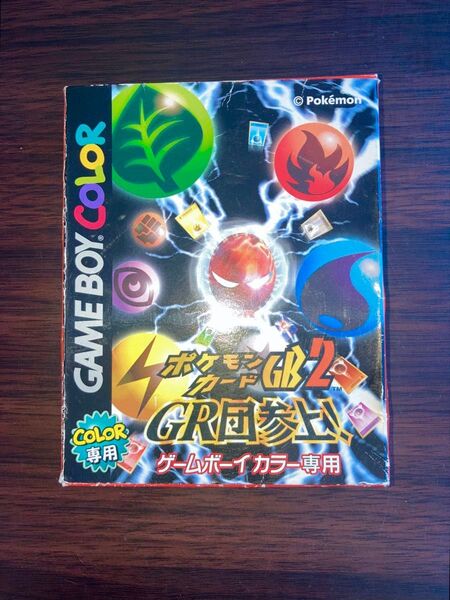 © Pokémon
GAME BOY COLOR
ポケモン
カードGB2
TM
GR団参上!
COLOR
専用
ゲームボーイ カラー専用